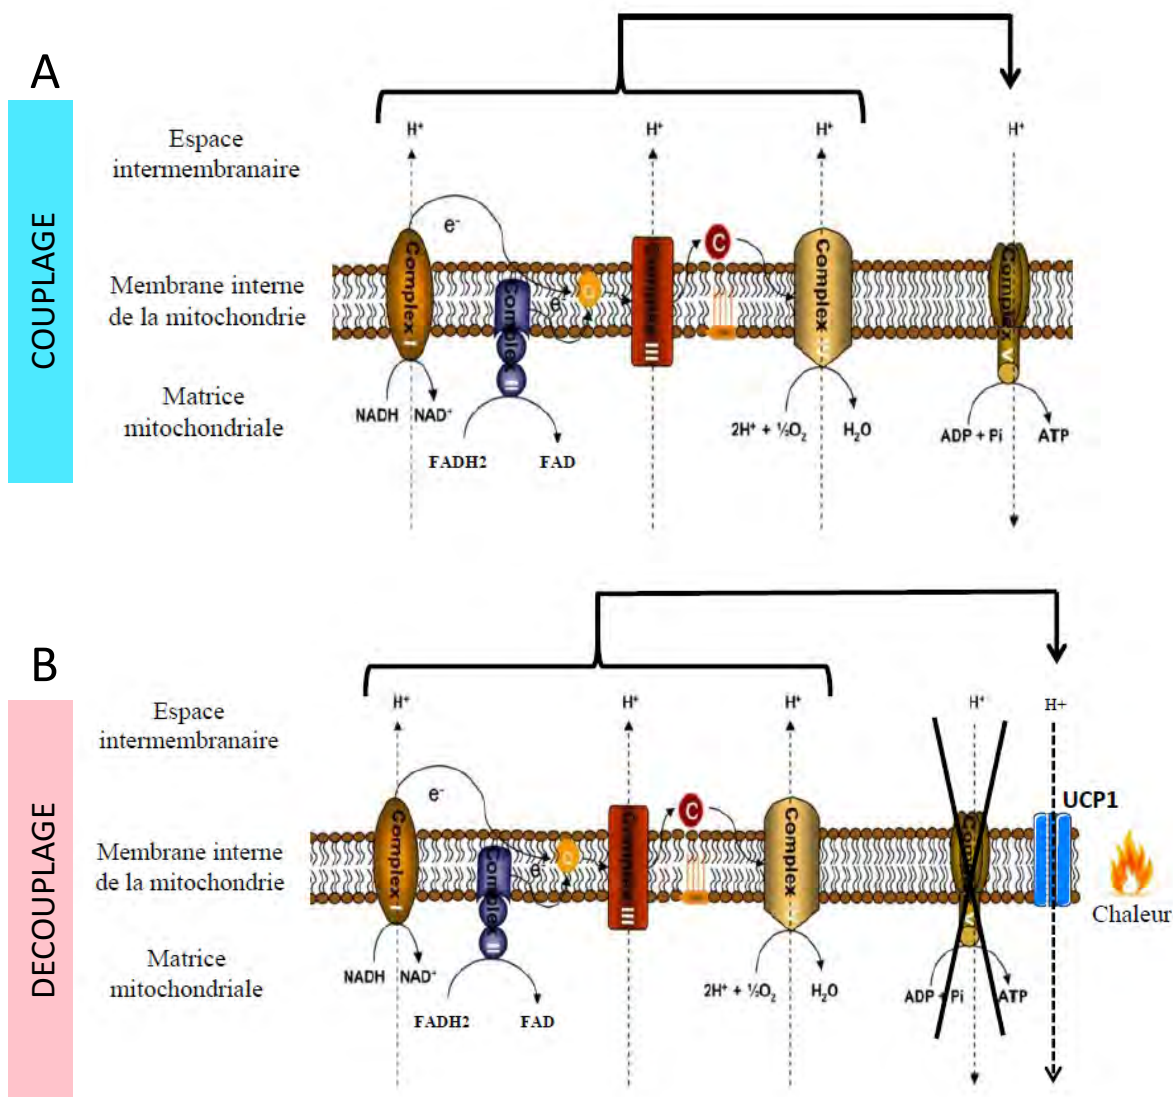 A
COUPLAGE
Espace
intermembranaire
Membrane interne
de la mitochondrie
Matrice
mitochondriale
H⁺
H⁺
H⁺
H⁺
e⁻
e⁻
Complex I
Complex II
Q
Complex III
C
Complex IV
Complex V
NADH NAD⁺
FADH2 FAD
2H⁺ + ½O₂ H₂O
ADP + Pi ATP
B
DECOUPLAGE
Espace
intermembranaire
Membrane interne
de la mitochondrie
Matrice
mitochondriale
H⁺
H⁺
H⁺
H⁺
H+
e⁻
e⁻
Complex I
Complex II
Q
Complex III
C
Complex
V
UCP1
Chaleur
NADH NAD⁺
FADH2 FAD
2H⁺ + ½O₂ H₂O
ADP + Pi ATP